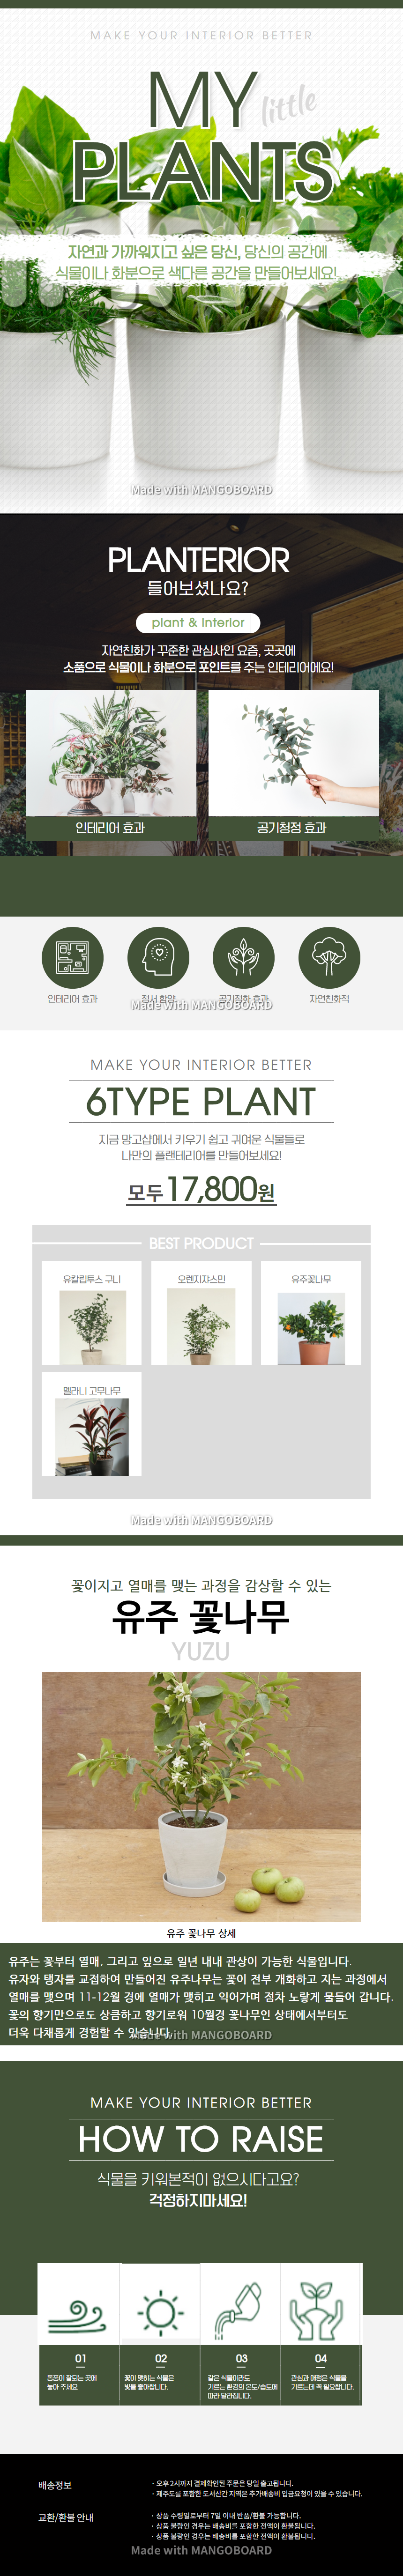 MAKE YOUR INTERIOR BETTER
MY
little
PLANTS
자연과 가까워지고 싶은 당신, 당신의 공간에
식물이나 화분으로 색다른 공간을 만들어보세요!
Made with MANGOBOARD
PLANTERIOR
들어보셨나요?
plant & Interior
자연친화가 꾸준한 관심사인 요즘, 곳곳에
소품으로 식물이나 화분으로 포인트를 주는 인테리어에요!
인테리어 효과
공기청정 효과
인테리어 효과
정서 함양
공기정화 효과
자연친화적
Made with MANGOBOARD
MAKE YOUR INTERIOR BETTER
6TYPE PLANT
지금 망고샵에서 키우기 쉽고 귀여운 식물들로
나만의 플랜테리어를 만들어보세요!
모두 17,800원
BEST PRODUCT
유칼립투스 구니
오렌지쟈스민
유주꽃나무
멜라니 고무나무
Made with MANGOBOARD
꽃이지고 열매를 맺는 과정을 감상할 수 있는
유주 꽃나무
YUZU
유주 꽃나무 상세
유주는 꽃부터 열매, 그리고 잎으로 일년 내내 관상이 가능한 식물입니다.
유자와 탱자를 교접하여 만들어진 유주나무는 꽃이 전부 개화하고 지는 과정에서
열매를 맺으며 11-12월 경에 열매가 맺히고 익어가며 점차 노랗게 물들어 갑니다.
꽃의 향기만으로도 상큼하고 향기로워 10월경 꽃나무인 상태에서부터도
더욱 다채롭게 경험할 수 있습니다.
Made with MANGOBOARD
MAKE YOUR INTERIOR BETTER
HOW TO RAISE
식물을 키워본적이 없으시다고요?
걱정하지마세요!
01
통풍이 잘되는 곳에
놓아 주세요
02
꽃이 맺히는 식물은
빛을 좋아합니다.
03
같은 식물이라도
기르는 환경의 온도/습도에
따라 달라집니다.
04
관심과 애정은 식물을
기르는데 꼭 필요합니다.
배송정보
· 오후 2시까지 결제확인된 주문은 당일 출고됩니다.
· 제주도를 포함한 도서산간 지역은 추가배송비 입금요청이 있을 수 있습니다.
교환/환불 안내
· 상품 수령일로부터 7일 이내 반품/환불 가능합니다.
· 상품 불량인 경우는 배송비를 포함한 전액이 환불됩니다.
· 상품 불량인 경우는 배송비를 포함한 전액이 환불됩니다.
Made with MANGOBOARD